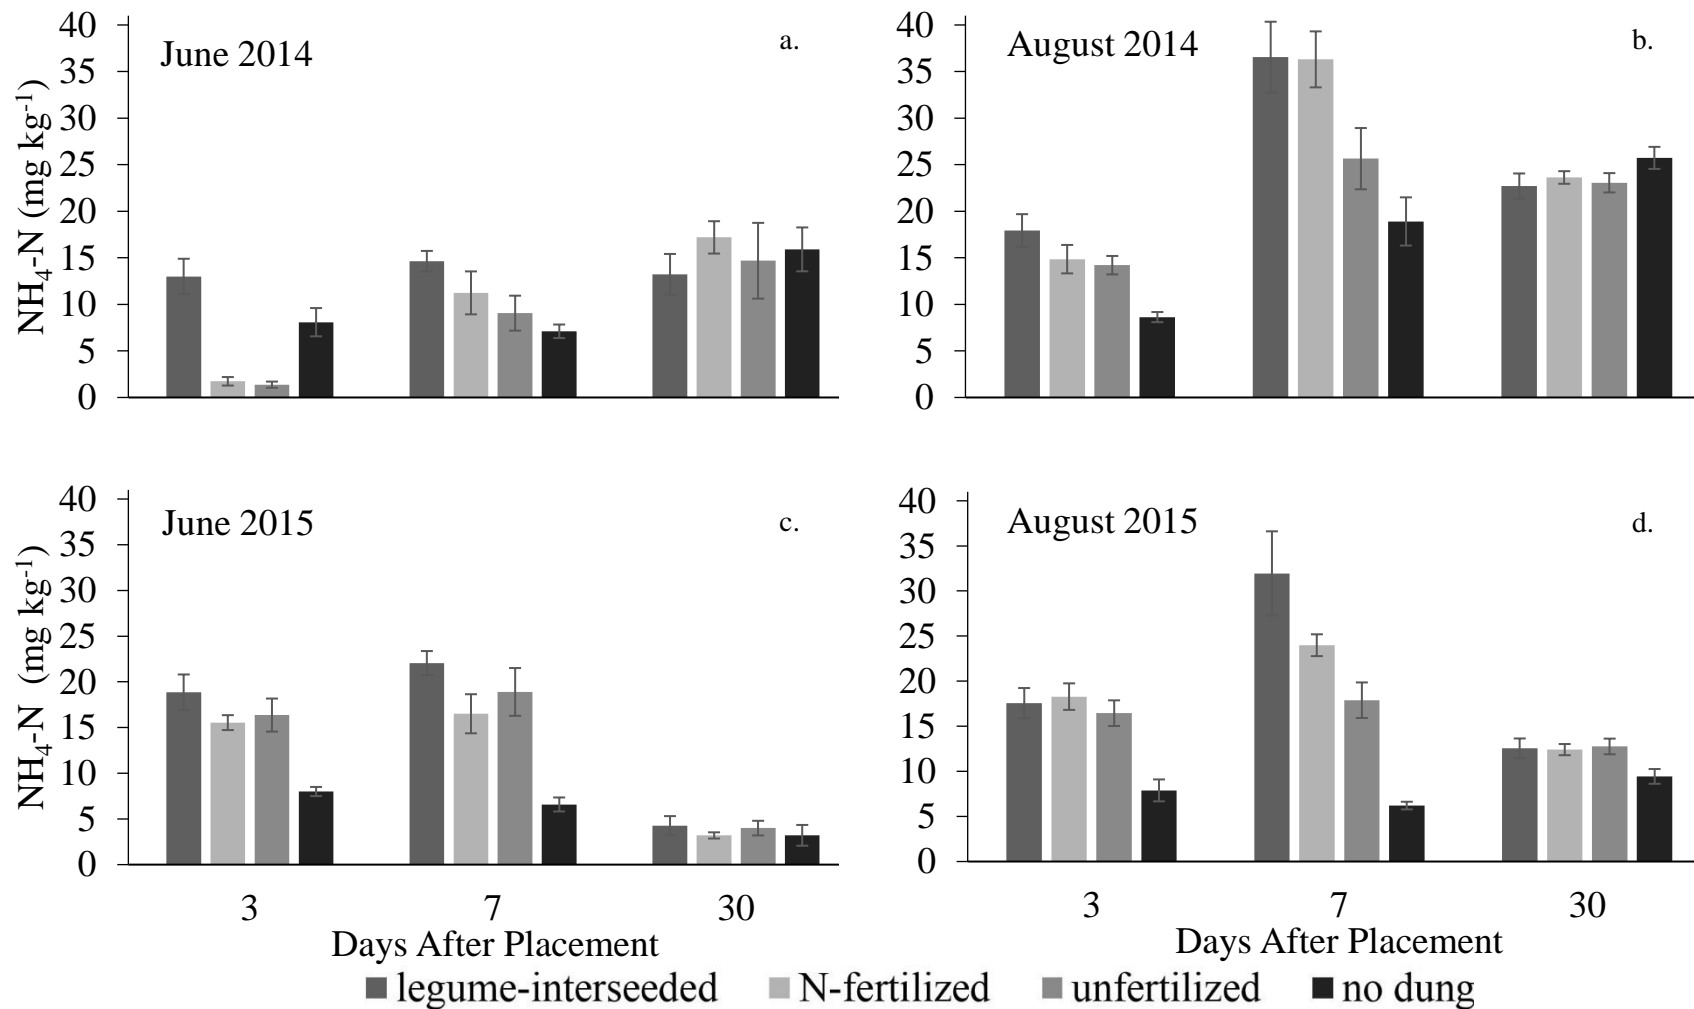 June 2014
a.
NH4-N (mg kg-1)
40
35
30
25
20
15
10
5
0
August 2014
b.
40
35
30
25
20
15
10
5
0
June 2015
c.
NH4-N (mg kg-1)
40
35
30
25
20
15
10
5
0
3 7 30
Days After Placement
August 2015
d.
40
35
30
25
20
15
10
5
0
3 7 30
Days After Placement
legume-interseeded N-fertilized unfertilized no dung